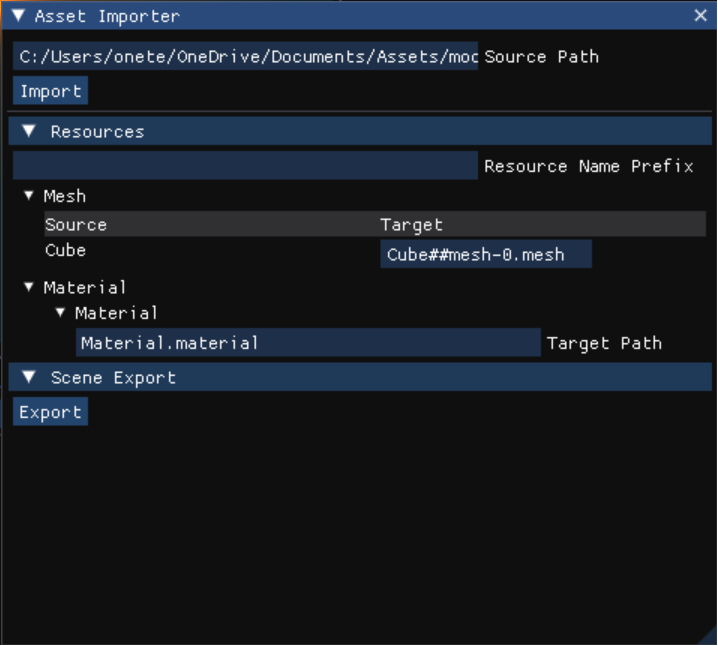 Asset Importer
C:/Users/onete/OneDrive/Documents/Assets/moc Source Path
Import
Resources
Resource Name Prefix
Mesh
Source Target
Cube Cube##mesh-0.mesh
Material
Material
Material.material Target Path
Scene Export
Export